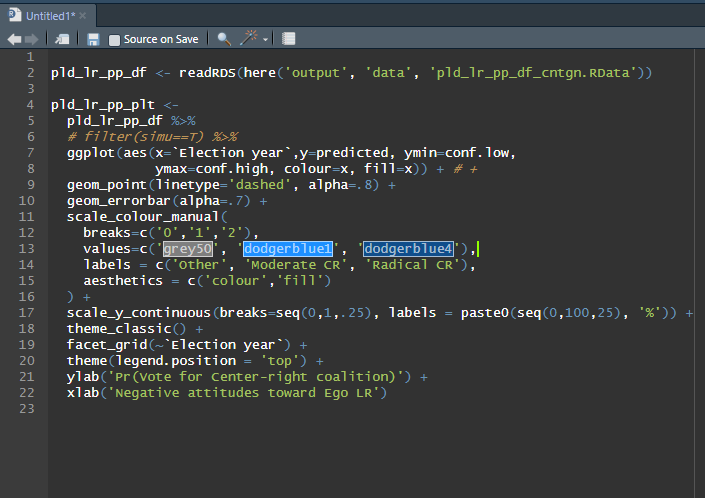 Untitled1*
Source on Save
1
2 pld_lr_pp_df <- readRDS(here('output', 'data', 'pld_lr_pp_df_cntgn.RData'))
3
4 pld_lr_pp_plt <-
5   pld_lr_pp_df %>%
6   # filter(simu==T) %>%
7   ggplot(aes(x=`Election year`,y=predicted, ymin=conf.low,
8              ymax=conf.high, colour=x, fill=x)) + # +
9   geom_point(linetype='dashed', alpha=.8) +
10   geom_errorbar(alpha=.7) +
11   scale_colour_manual(
12     breaks=c('0','1','2'),
13     values=c('grey50', 'dodgerblue1', 'dodgerblue4'),
14     labels = c('Other', 'Moderate CR', 'Radical CR'),
15     aesthetics = c('colour','fill')
16   ) +
17   scale_y_continuous(breaks=seq(0,1,.25), labels = paste0(seq(0,100,25), '%')) +
18   theme_classic() +
19   facet_grid(~`Election year`) +
20   theme(legend.position = 'top') +
21   ylab('Pr(Vote for Center-right coalition)') +
22   xlab('Negative attitudes toward Ego LR')
23